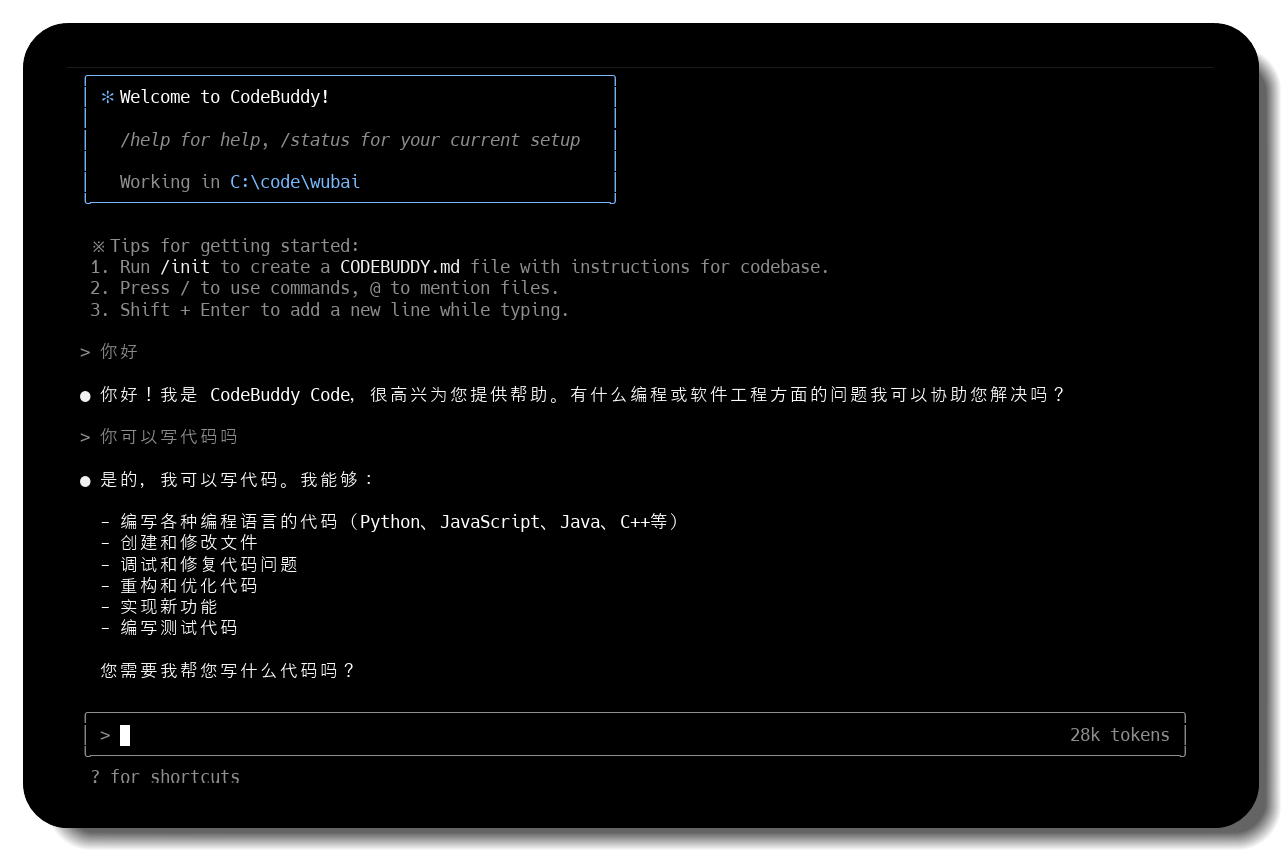 ✻ Welcome to CodeBuddy!
/help for help, /status for your current setup
Working in C:\code\wubai
※ Tips for getting started:
1. Run /init to create a CODEBUDDY.md file with instructions for codebase.
2. Press / to use commands, @ to mention files.
3. Shift + Enter to add a new line while typing.
> 你好
● 你好！我是 CodeBuddy Code，很高兴为您提供帮助。有什么编程或软件工程方面的问题我可以协助您解决吗？
> 你可以写代码吗
● 是的，我可以写代码。我能够：
- 编写各种编程语言的代码（Python、JavaScript、Java、C++等）
- 创建和修改文件
- 调试和修复代码问题
- 重构和优化代码
- 实现新功能
- 编写测试代码
您需要我帮您写什么代码吗？
> 28k tokens
? for shortcuts